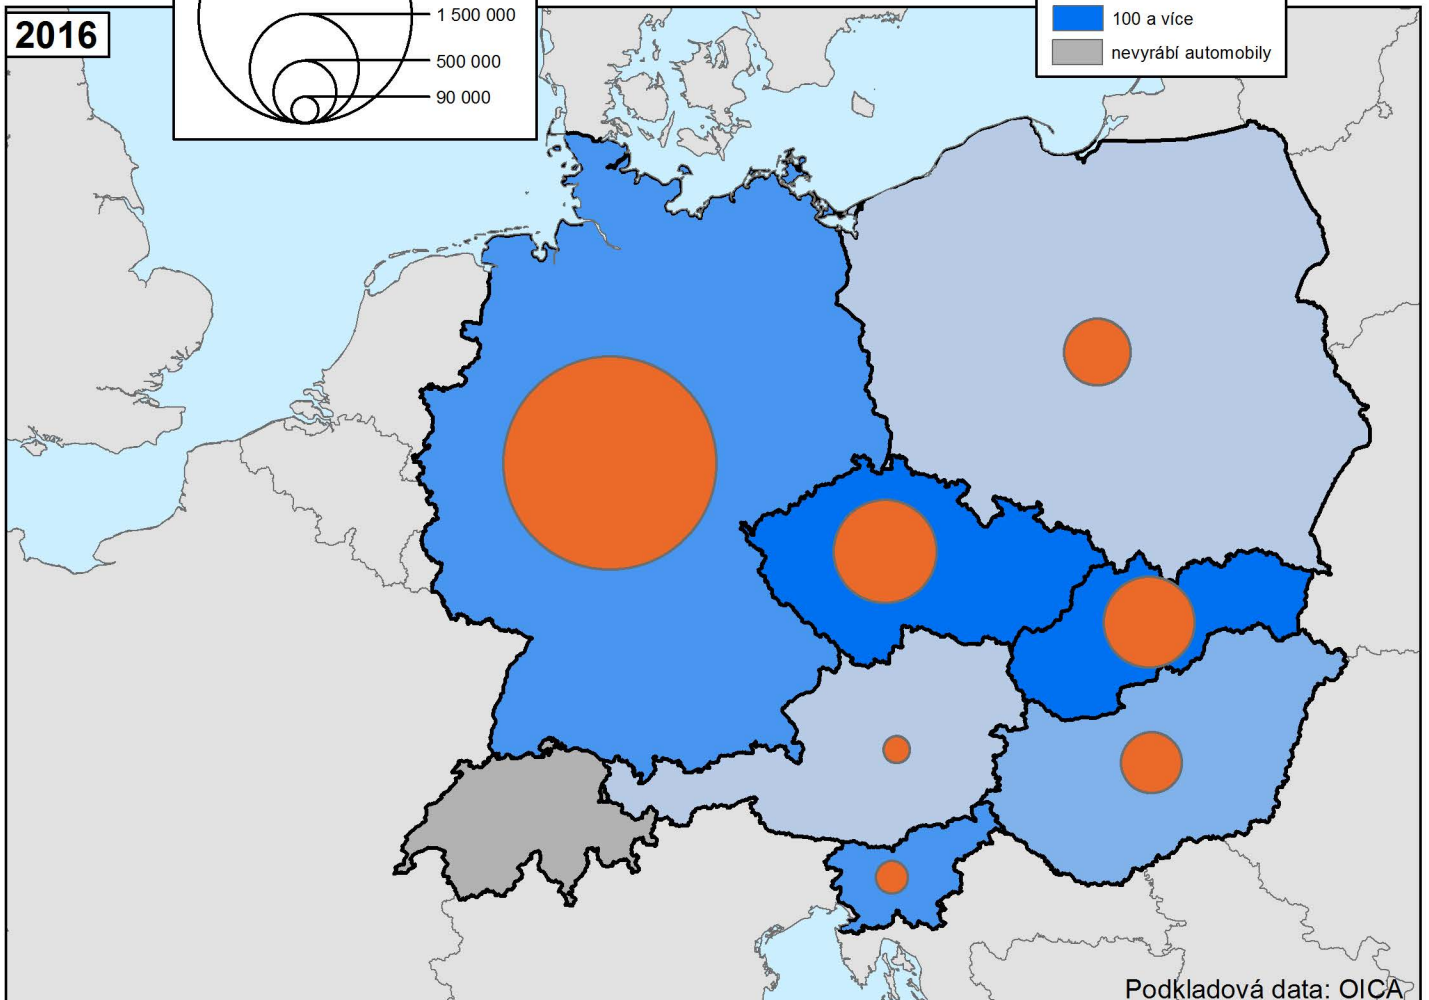 2016
1 500 000
500 000
90 000
100 a více
nevyrábí automobily
Podkladová data: OICA